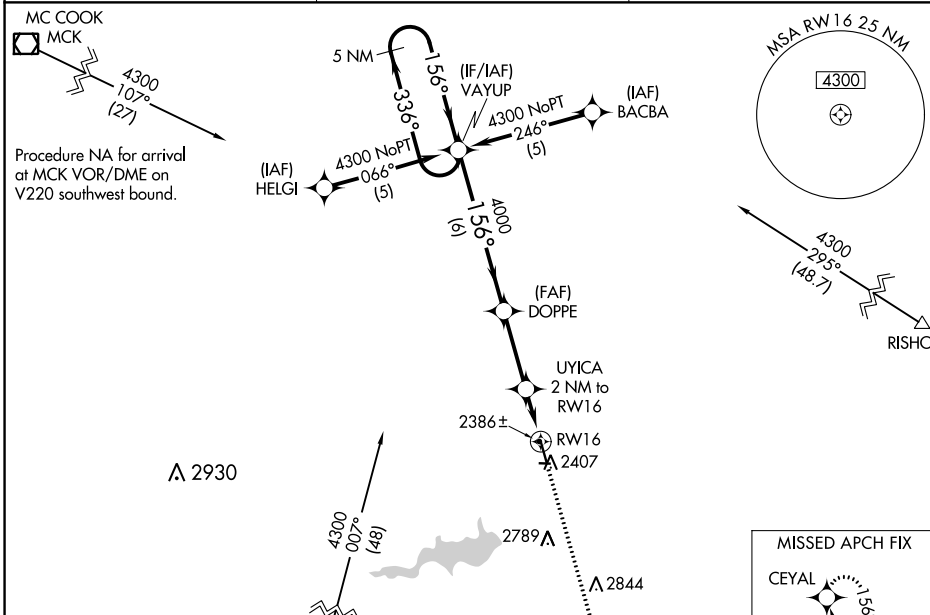 MC COOK
MCK
4300
107°
(27)
Procedure NA for arrival
at MCK VOR/DME on
V220 southwest bound.
5 NM
336°
156°
(IF/IAF)
VAYUP
4300 NoPT
246°
(5)
(IAF)
BACBA
(IAF)
HELGI
4300 NoPT
066°
(5)
4000
156°
(6)
(FAF)
DOPPE
UYICA
2 NM to
RW16
2386±
RW16
2407
2930
2789
2844
4300
007°
(48)
MSA RW16 25 NM
4300
4300
295°
(48.7)
RISHO
MISSED APCH FIX
CEYAL
156